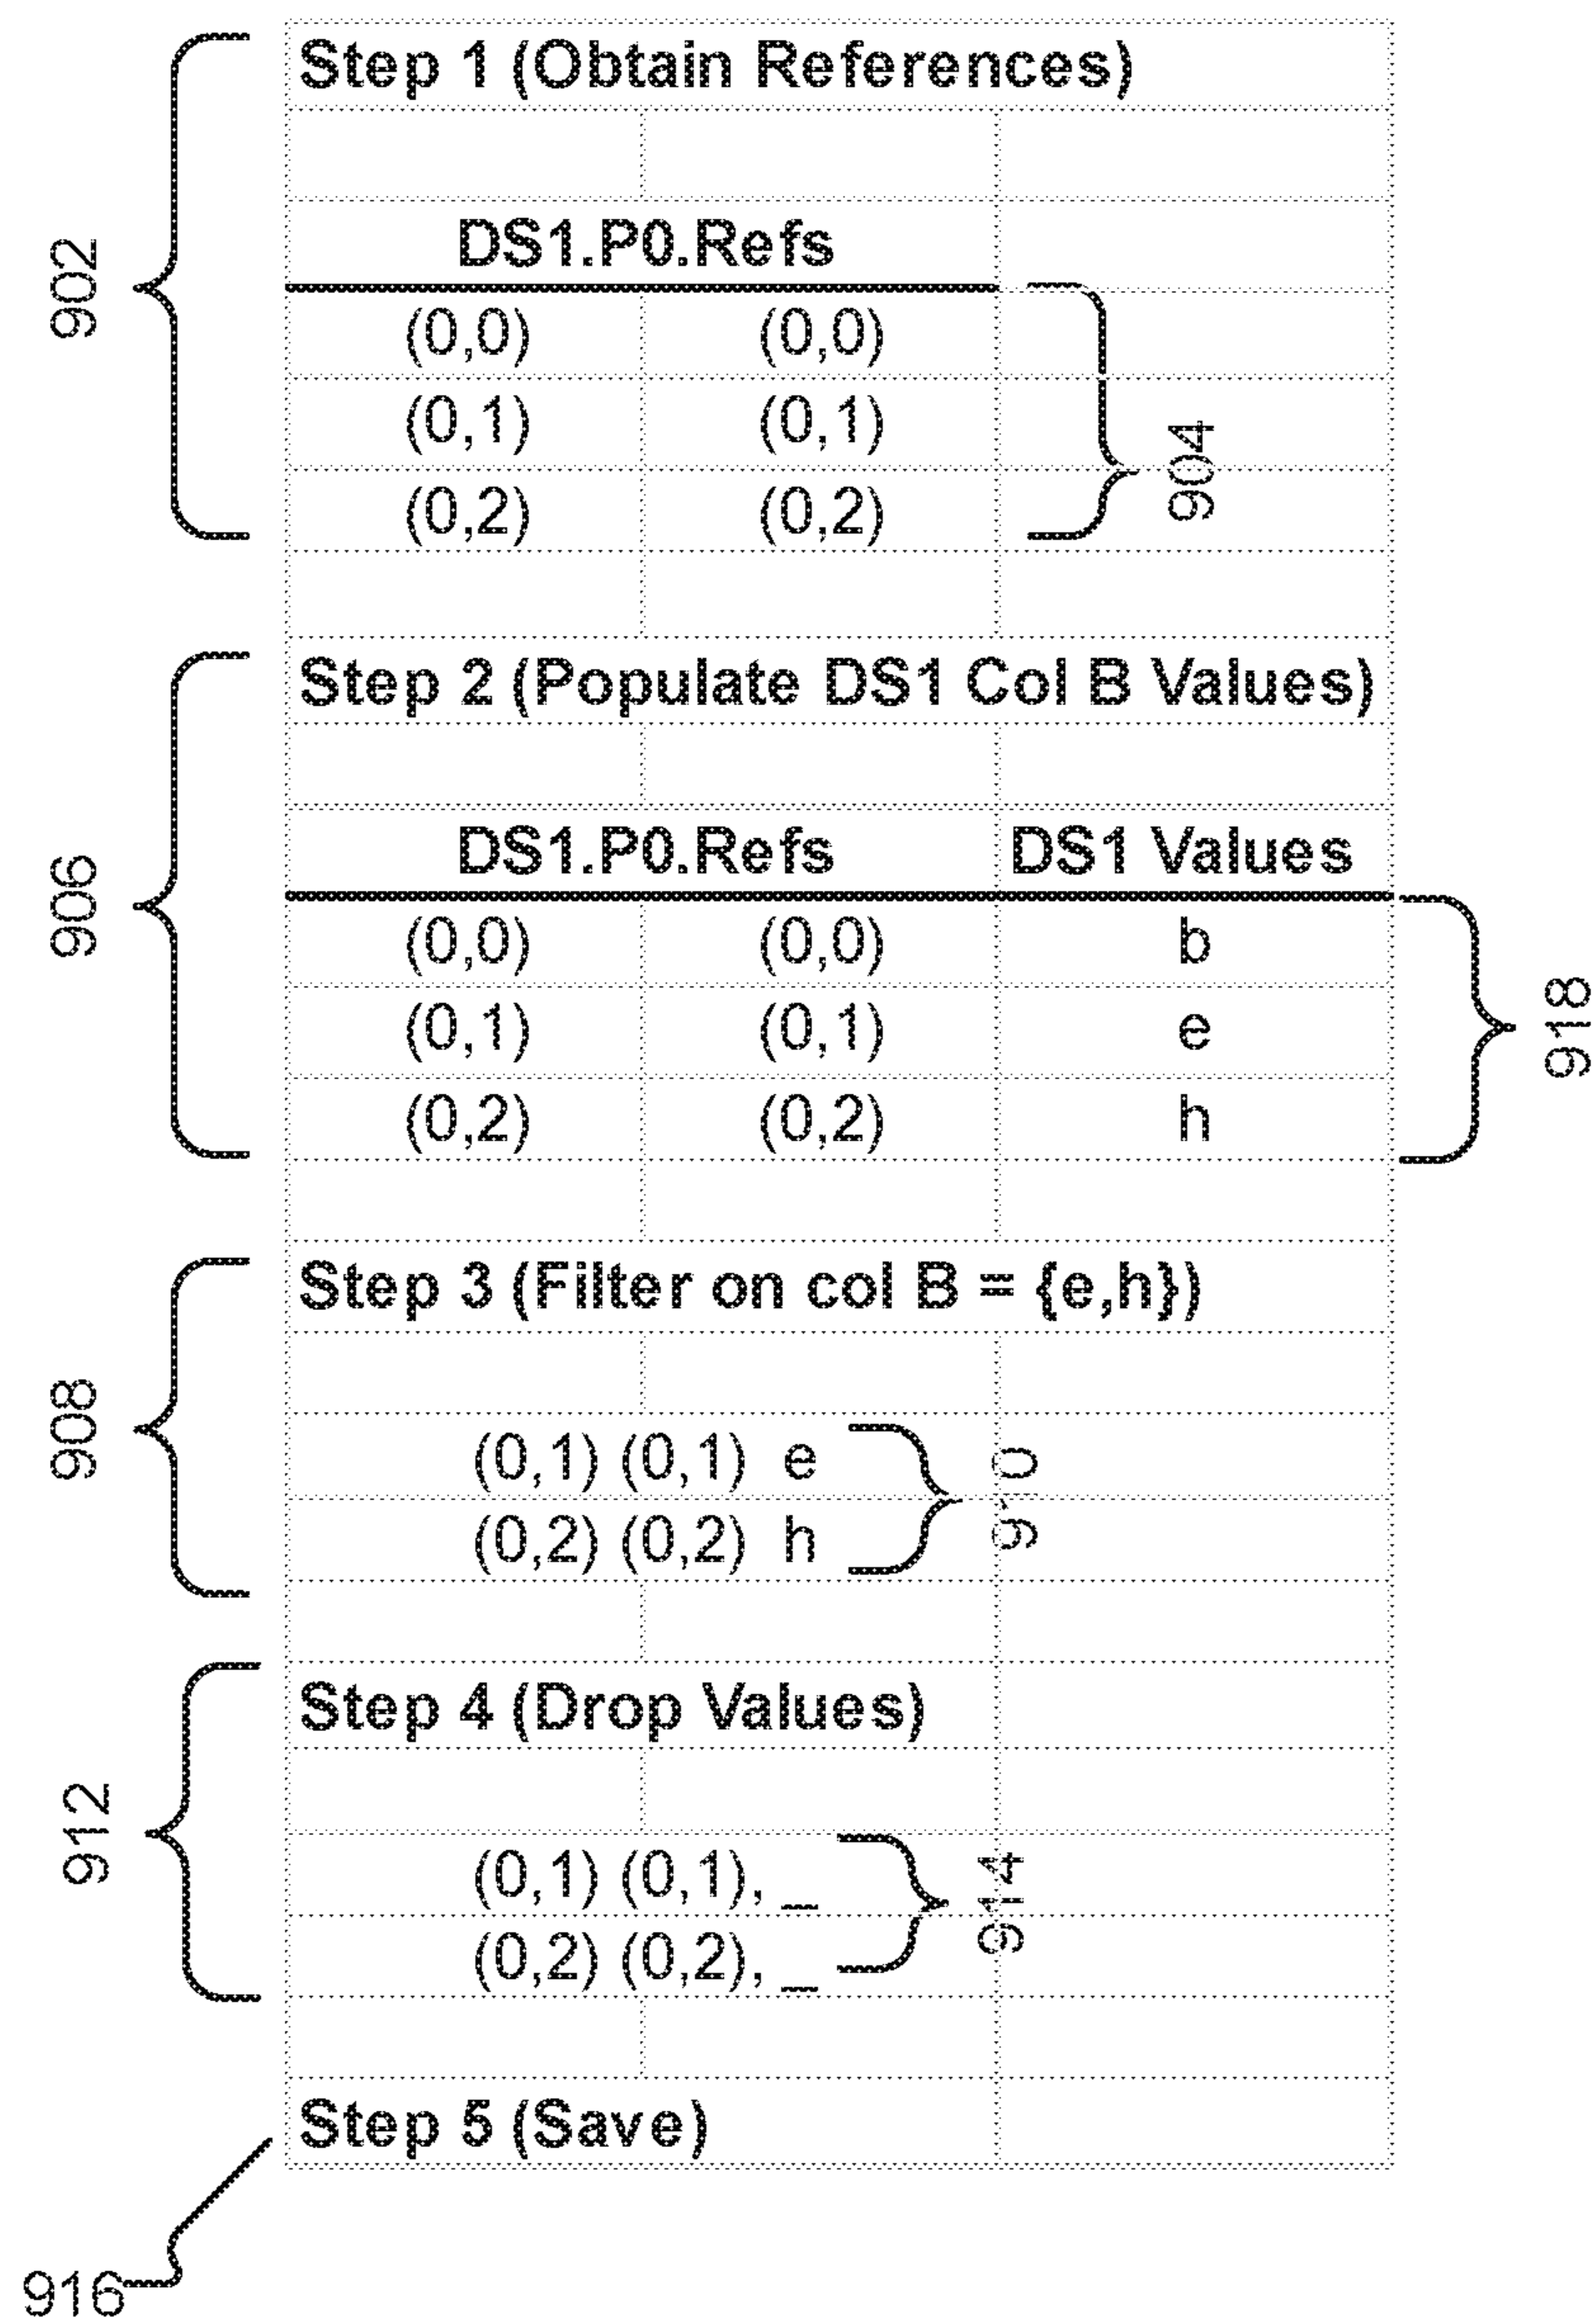 Step 1 (Obtain References)
902
DS1.P0.Refs
(0,0) (0,0)
(0,1) (0,1)
904
(0,2) (0,2)
Step 2 (Populate DS1 Col B Values)
906
DS1.P0.Refs DS1 Values
(0,0) (0,0) b
(0,1) (0,1) e
918
(0,2) (0,2) h
Step 3 (Filter on col B = {e,h})
908
(0,1) (0,1) e
910
(0,2) (0,2) h
Step 4 (Drop Values)
912
(0,1) (0,1), _
914
(0,2) (0,2), _
Step 5 (Save)
916